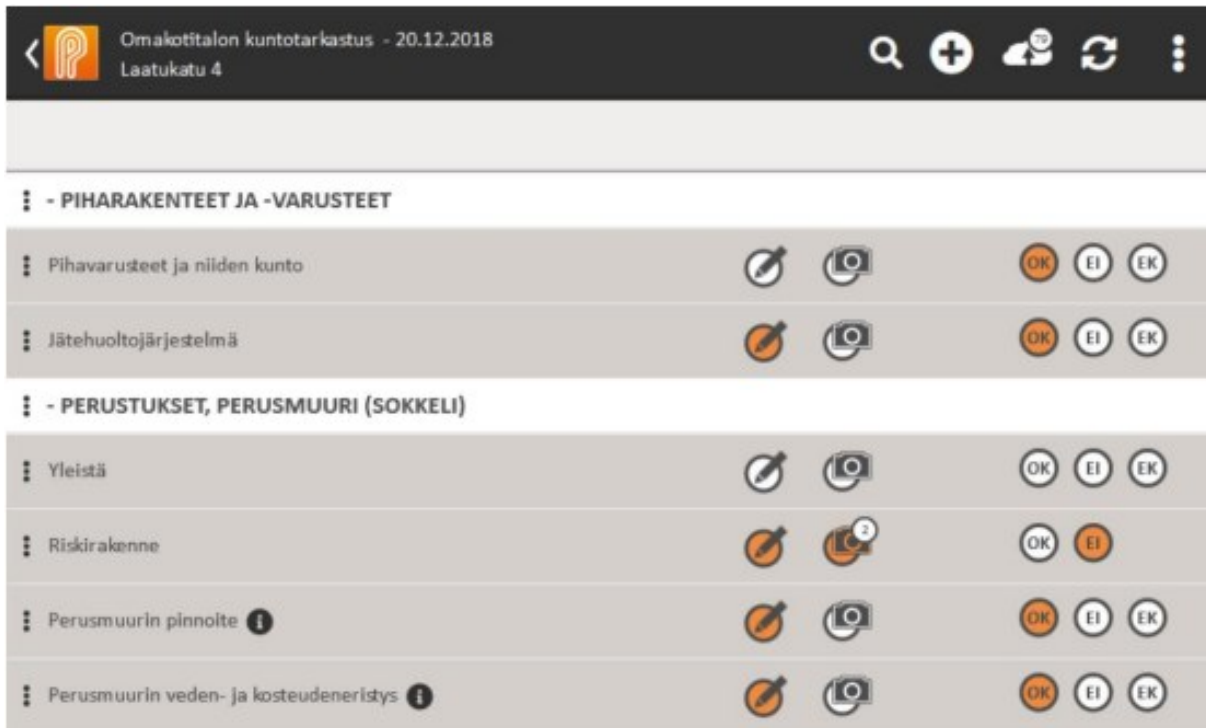 Omakotitalon kuntotarkastus - 20.12.2018
Laatukatu 4
79
- PIHARAKENTEET JA -VARUSTEET
Pihavarusteet ja niiden kunto OK EI EK
Jätehuoltojärjestelmä OK EI EK
- PERUSTUKSET, PERUSMUURI (SOKKELI)
Yleistä OK EI EK
Riskirakenne 2 OK EI
Perusmuurin pinnoite i OK EI EK
Perusmuurin veden- ja kosteudeneristys i OK EI EK